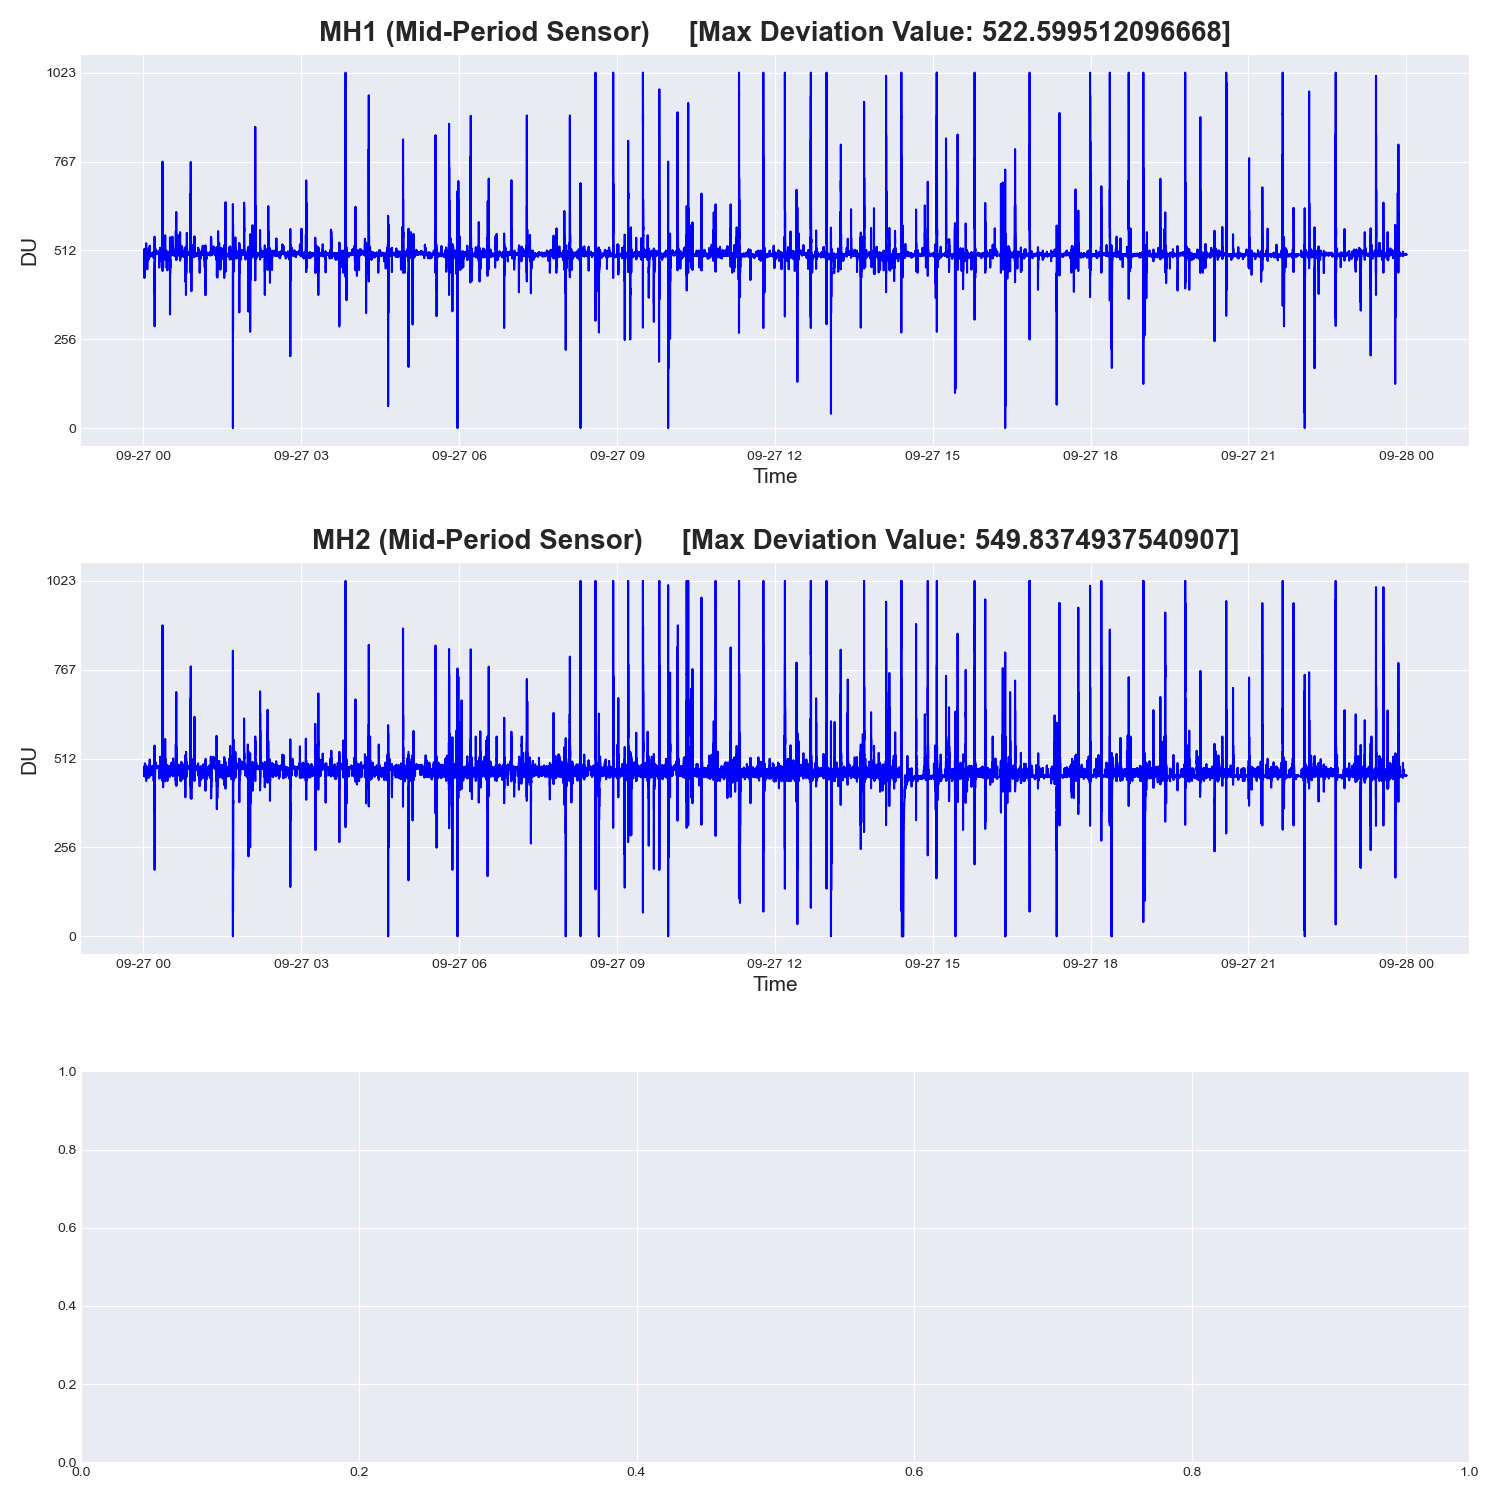 MH1 (Mid-Period Sensor) [Max Deviation Value: 522.599512096668]
1023
767
512
256
0
DU
09-27 00 09-27 03 09-27 06 09-27 09 09-27 12 09-27 15 09-27 18 09-27 21 09-28 00
Time
MH2 (Mid-Period Sensor) [Max Deviation Value: 549.8374937540907]
1023
767
512
256
0
DU
09-27 00 09-27 03 09-27 06 09-27 09 09-27 12 09-27 15 09-27 18 09-27 21 09-28 00
Time
1.0
0.8
0.6
0.4
0.2
0.0
0.0 0.2 0.4 0.6 0.8 1.0